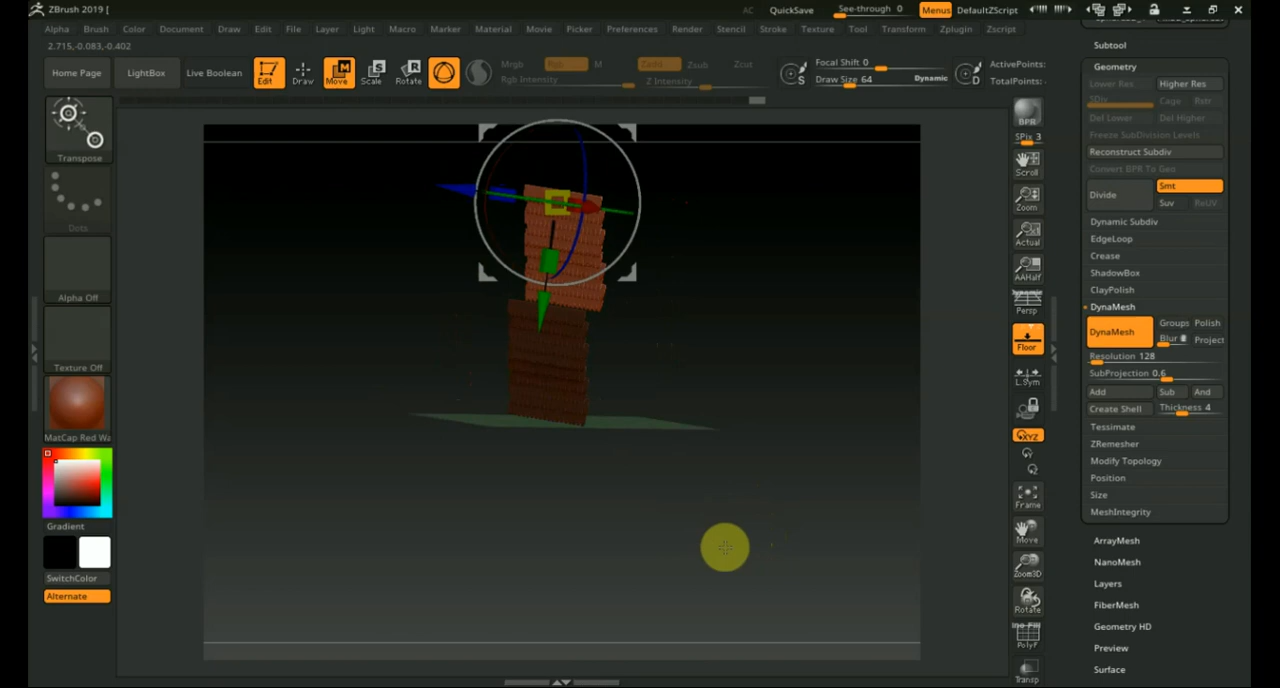 ZBrush 2019 [
AC QuickSave See-through 0 Menus DefaultZScript
Alpha Brush Color Document Draw Edit File Layer Light Macro Marker Material Movie Picker Preferences Render Stencil Stroke Texture Tool Transform Zplugin Zscript
2.715,-0.083,-0.402
Home Page LightBox Live Boolean Edit Draw Move Scale Rotate
Mrgb Rgb M Zadd Zsub Zcut
Rgb Intensity Z Intensity
Focal Shift 0
Draw Size 64 Dynamic
S
D
ActivePoints:
TotalPoints:
Transpose
Dots
Alpha Off
Texture Off
MatCap Red Wa
Gradient
SwitchColor
Alternate
BPR
SPix 3
Scroll
Zoom
Actual
AAHalf
Dynamic
Persp
Floor
L.Sym
XYZ
Frame
Move
Zoom3D
Rotate
PolyF
Transp
Subtool
Geometry
Lower Res Higher Res
SDiv Cage Rstr
Del Lower Del Higher
Freeze SubDivision Levels
Reconstruct Subdiv
Convert BPR To Geo
Divide Smt
Suv ReUV
Dynamic Subdiv
EdgeLoop
Crease
ShadowBox
ClayPolish
DynaMesh
DynaMesh Groups Polish
Blur Project
Resolution 128
SubProjection 0.6
Add Sub And
Create Shell Thickness 4
Tessimate
ZRemesher
Modify Topology
Position
Size
MeshIntegrity
ArrayMesh
NanoMesh
Layers
FiberMesh
Geometry HD
Preview
Surface